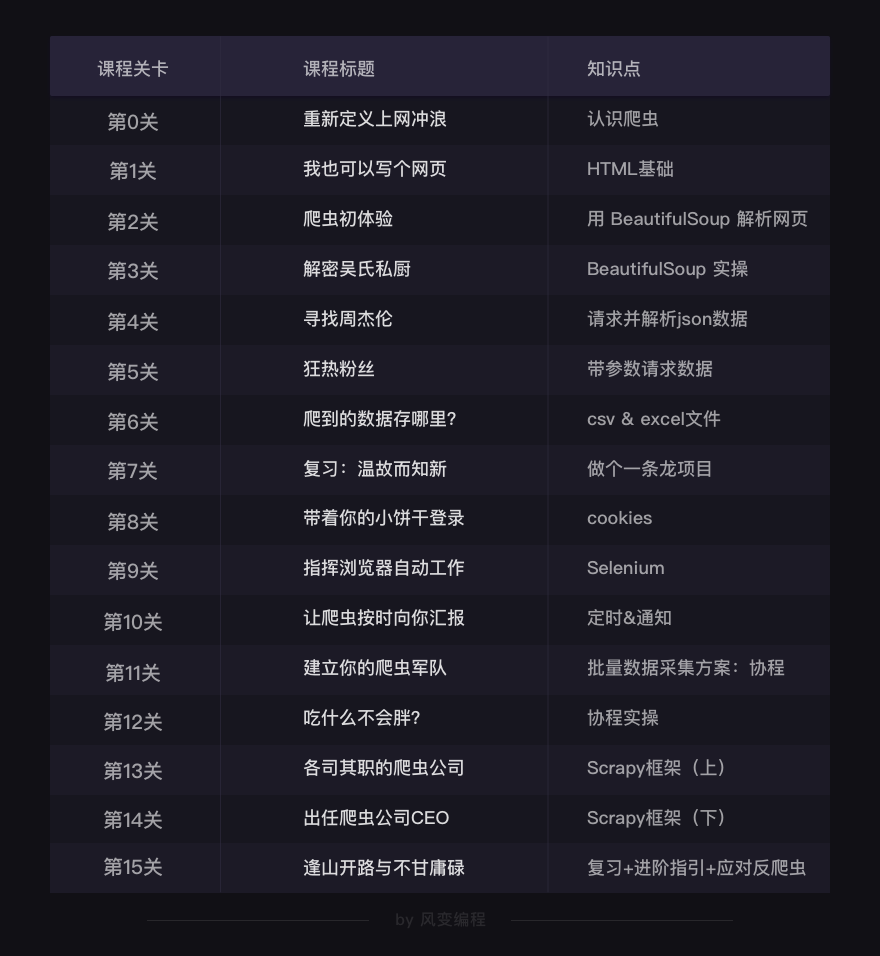 课程关卡 课程标题 知识点
第0关 重新定义上网冲浪 认识爬虫
第1关 我也可以写个网页 HTML基础
第2关 爬虫初体验 用 BeautifulSoup 解析网页
第3关 解密吴氏私厨 BeautifulSoup 实操
第4关 寻找周杰伦 请求并解析json数据
第5关 狂热粉丝 带参数请求数据
第6关 爬到的数据存哪里? csv & excel文件
第7关 复习：温故而知新 做个一条龙项目
第8关 带着你的小饼干登录 cookies
第9关 指挥浏览器自动工作 Selenium
第10关 让爬虫按时向你汇报 定时&通知
第11关 建立你的爬虫军队 批量数据采集方案：协程
第12关 吃什么不会胖? 协程实操
第13关 各司其职的爬虫公司 Scrapy框架（上）
第14关 出任爬虫公司CEO Scrapy框架（下）
第15关 逢山开路与不甘庸碌 复习+进阶指引+应对反爬虫
by 风变编程